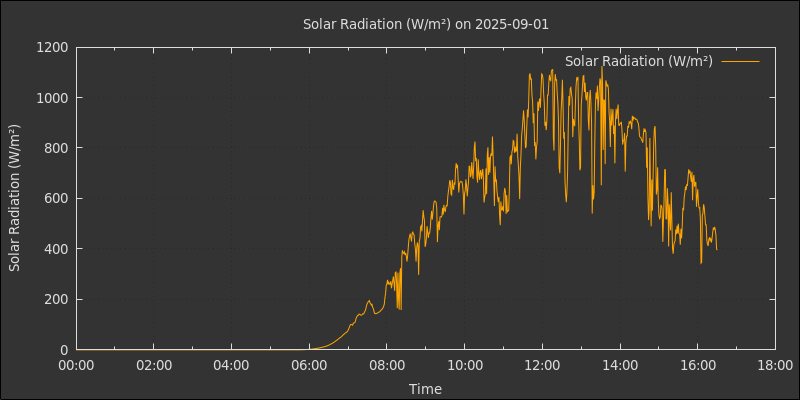 Solar Radiation (W/m²) on 2025-09-01
Solar Radiation (W/m²)
Solar Radiation (W/m²)
1200
1000
800
600
400
200
0
00:00 02:00 04:00 06:00 08:00 10:00 12:00 14:00 16:00 18:00
Time